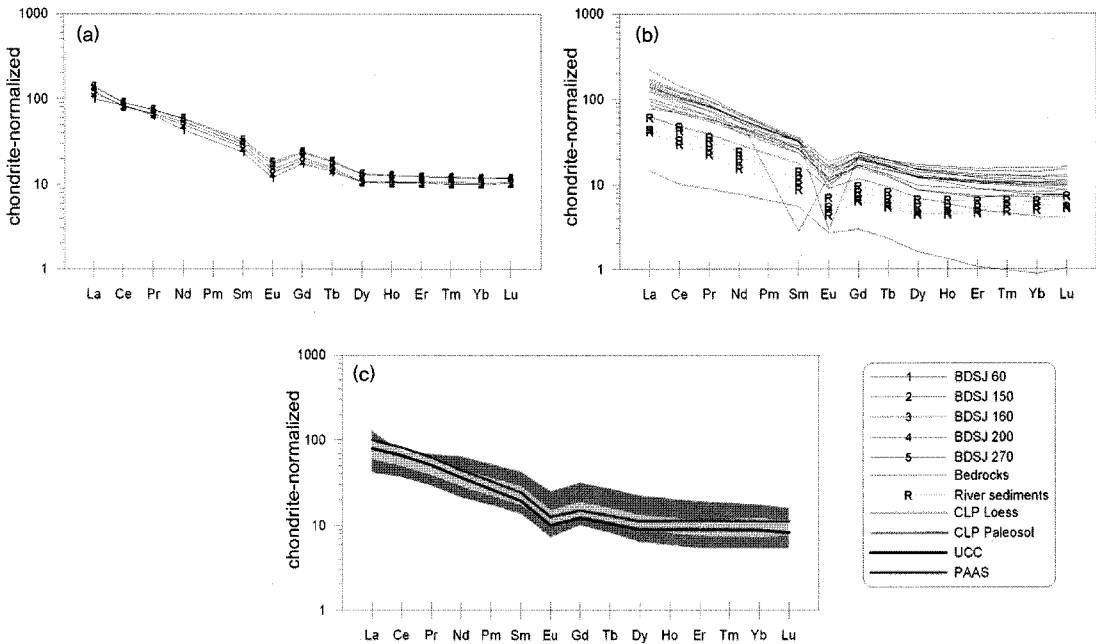 (a)
chondrite-normalized
1000
100
10
1
La Ce Pr Nd Pm Sm Eu Gd Tb Dy Ho Er Tm Yb Lu
(b)
chondrite-normalized
1000
100
10
1
La Ce Pr Nd Pm Sm Eu Gd Tb Dy Ho Er Tm Yb Lu
(c)
chondrite-normalized
1000
100
10
1
La Ce Pr Nd Pm Sm Eu Gd Tb Dy Ho Er Tm Yb Lu
1 BDSJ 60
2 BDSJ 150
3 BDSJ 160
4 BDSJ 200
5 BDSJ 270
Bedrocks
R River sediments
CLP Loess
CLP Paleosol
UCC
PAAS